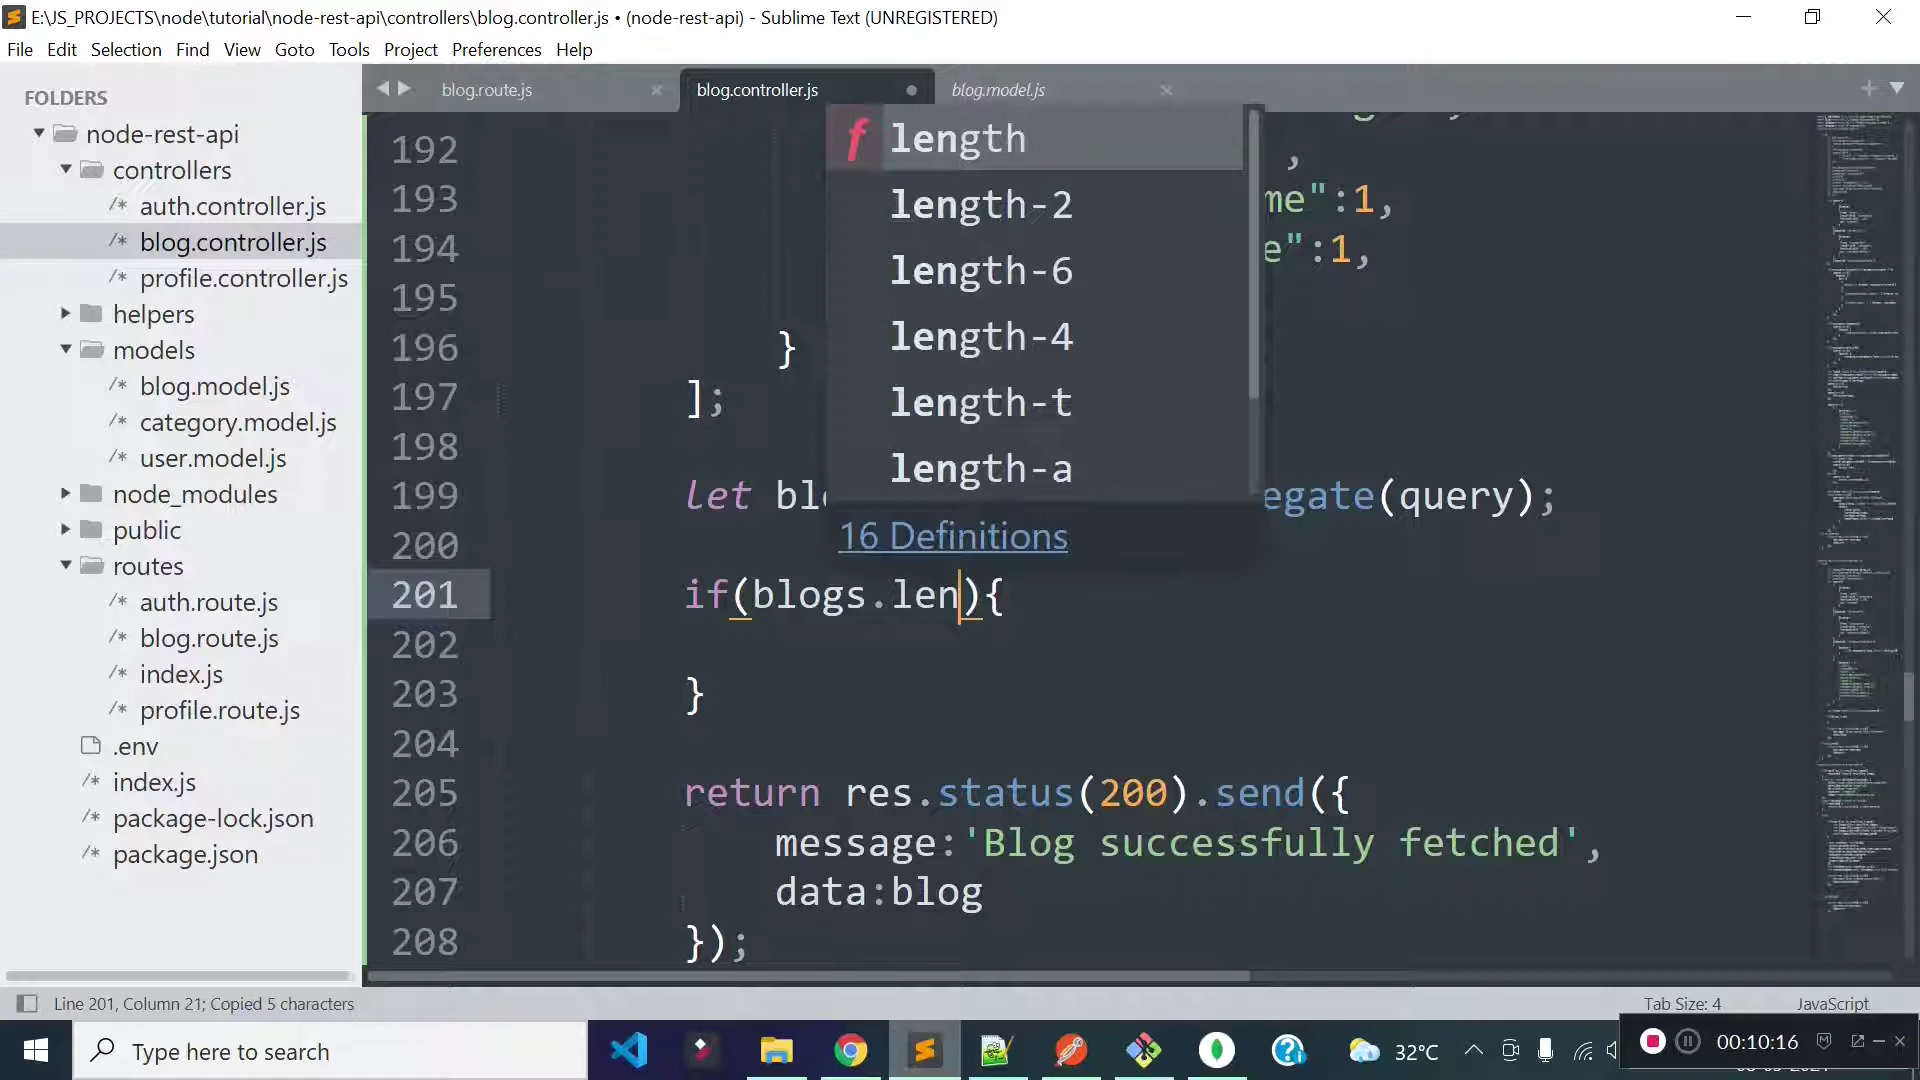 E:\JS_PROJECTS\node\tutorial\node-rest-api\controllers\blog.controller.js • (node-rest-api) - Sublime Text (UNREGISTERED)
File Edit Selection Find View Goto Tools Project Preferences Help
FOLDERS
node-rest-api
controllers
/* auth.controller.js
/* blog.controller.js
/* profile.controller.js
helpers
models
/* blog.model.js
/* category.model.js
/* user.model.js
node_modules
public
routes
/* auth.route.js
/* blog.route.js
/* index.js
/* profile.route.js
.env
/* index.js
/* package-lock.json
/* package.json
blog.route.js
blog.controller.js
blog.model.js
192 ,
193 me":1,
194 e":1,
195
196 }
197 ];
198
199 let blo egate(query);
200
201 if(blogs.len){
202
203 }
204
205 return res.status(200).send({
206 message:'Blog successfully fetched',
207 data:blog
208 });
f length
length-2
length-6
length-4
length-t
length-a
16 Definitions
Line 201, Column 21; Copied 5 characters
Tab Size: 4
JavaScript
Type here to search
32°C
00:10:16